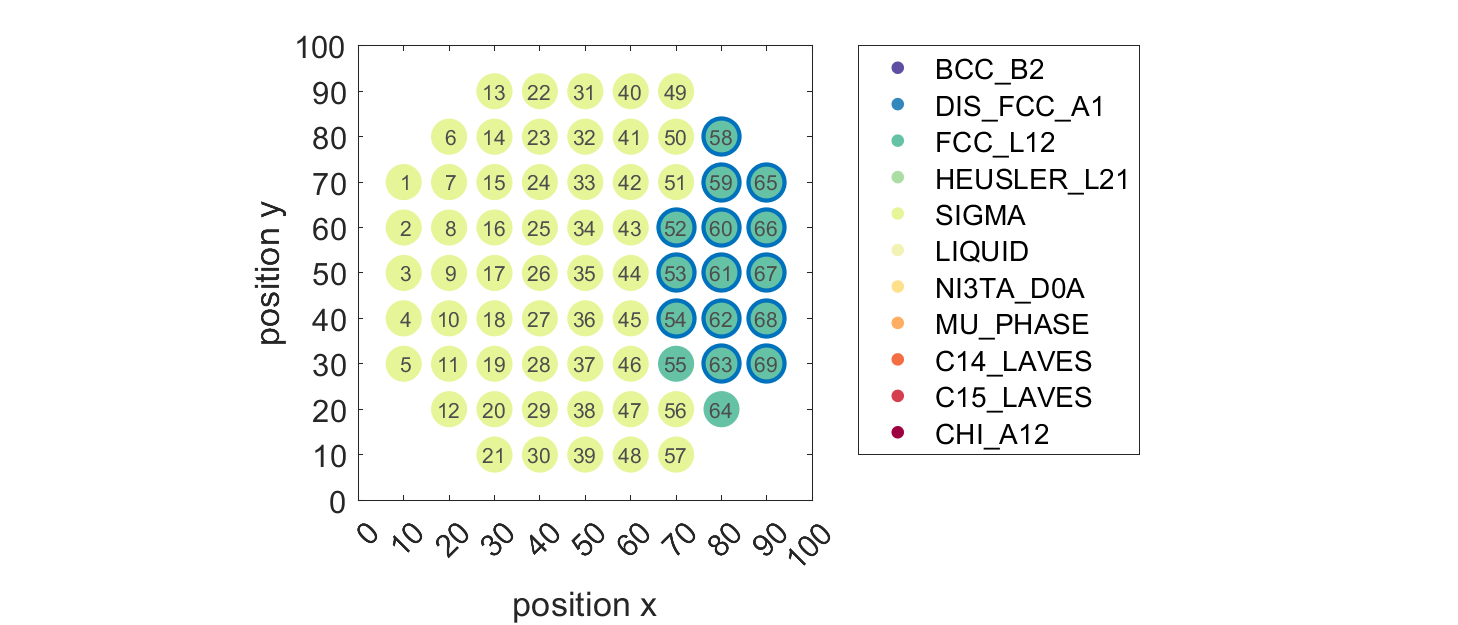 100
90 13 22 31 40 49
80 6 14 23 32 41 50 58
70 1 7 15 24 33 42 51 59 65
60 2 8 16 25 34 43 52 60 66
50 3 9 17 26 35 44 53 61 67
40 4 10 18 27 36 45 54 62 68
30 5 11 19 28 37 46 55 63 69
20 12 20 29 38 47 56 64
10 21 30 39 48 57
0
0 10 20 30 40 50 60 70 80 90 100
position x
position y
BCC_B2
DIS_FCC_A1
FCC_L12
HEUSLER_L21
SIGMA
LIQUID
NI3TA_D0A
MU_PHASE
C14_LAVES
C15_LAVES
CHI_A12